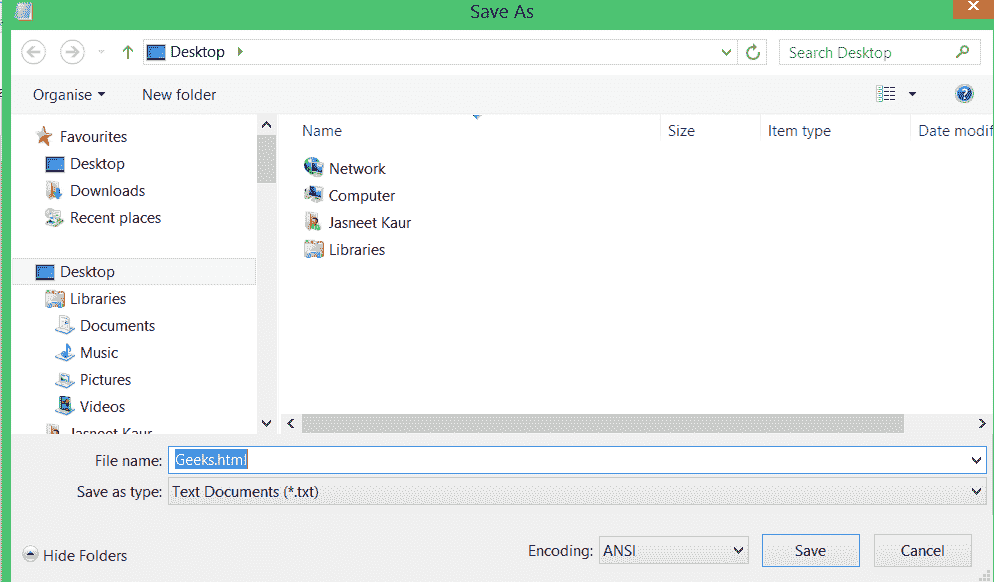 Save As
Desktop
Search Desktop
Organise
New folder
Favourites
Desktop
Downloads
Recent places
Desktop
Libraries
Documents
Music
Pictures
Videos
Jasneet Kaur
Name Size Item type Date modif
Network
Computer
Jasneet Kaur
Libraries
File name: Geeks.html
Save as type: Text Documents (*.txt)
Hide Folders
Encoding: ANSI
Save
Cancel